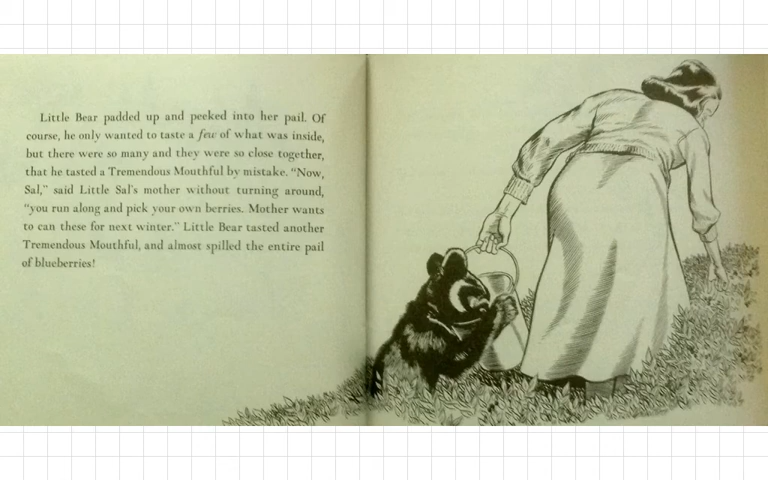 Little Bear padded up and peeked into her pail. Of
course, he only wanted to taste a few of what was inside,
but there were so many and they were so close together,
that he tasted a Tremendous Mouthful by mistake. “Now,
Sal,” said Little Sal’s mother without turning around,
“you run along and pick your own berries. Mother wants
to can these for next winter.” Little Bear tasted another
Tremendous Mouthful, and almost spilled the entire pail
of blueberries!